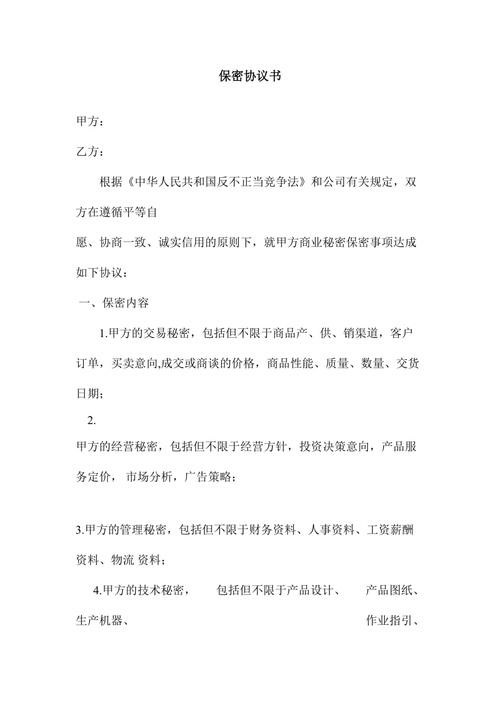 保密协议书
甲方：
乙方：
根据《中华人民共和国反不正当竞争法》和公司有关规定，双
方在遵循平等自
愿、协商一致、诚实信用的原则下，就甲方商业秘密保密事项达成
如下协议：
一、保密内容
1.甲方的交易秘密，包括但不限于商品产、供、销渠道，客户
订单，买卖意向,成交或商谈的价格，商品性能、质量、数量、交货
日期；
2.
甲方的经营秘密，包括但不限于经营方针，投资决策意向，产品服
务定价， 市场分析，广告策略；
3.甲方的管理秘密，包括但不限于财务资料、人事资料、工资薪酬
资料、物流 资料；
4.甲方的技术秘密， 包括但不限于产品设计、 产品图纸、
生产机器、 作业指引、